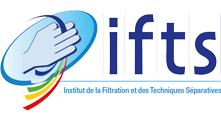 ifts
Institut de la Filtration et des Techniques Séparatives